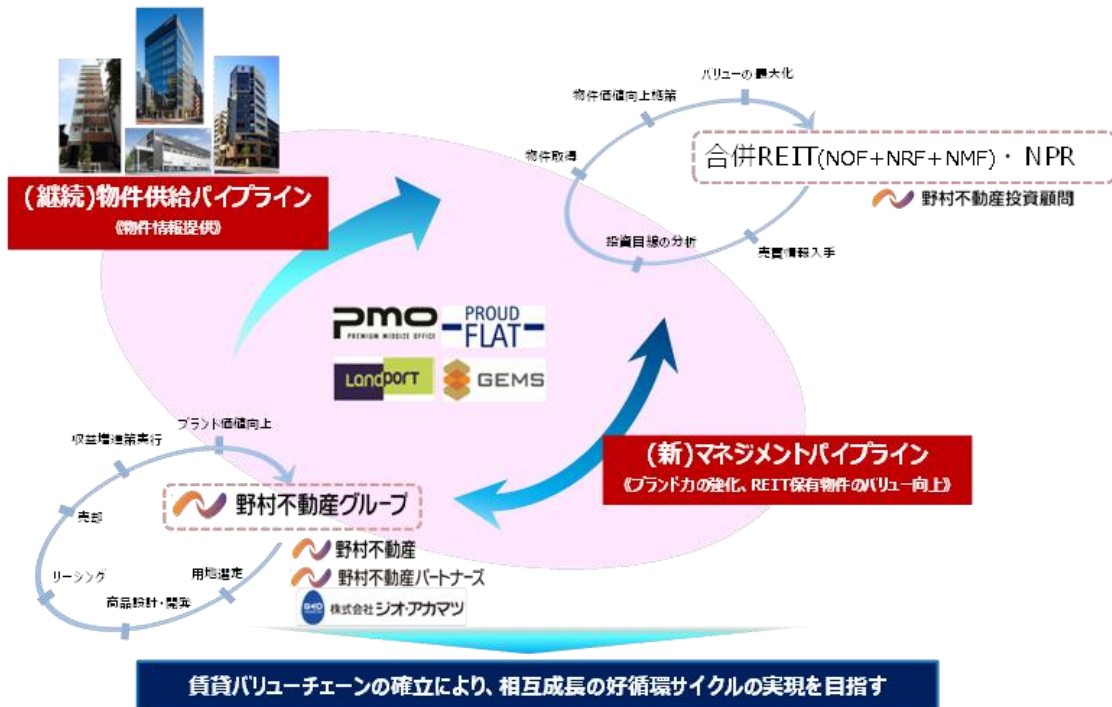 バリューの最大化
物件価値向上施策
物件取得
合併REIT(NOF+NRF+NMF)・NPR
野村不動産投資顧問
投資目線の分析
売買情報入手
(継続)物件供給パイプライン
《物件情報提供》
PMO
PREMIUM MIDSIZE OFFICE
PROUD
FLAT
Landport
GEMS
(新)マネジメントパイプライン
《ブランド力の強化、REIT保有物件のバリュー向上》
ブランド価値向上
収益増進策実行
野村不動産グループ
売却
リーシング
商品設計・開発
用地選定
野村不動産
野村不動産パートナーズ
GEO
株式会社ジオ・アカマツ
賃貸バリューチェーンの確立により、相互成長の好循環サイクルの実現を目指す